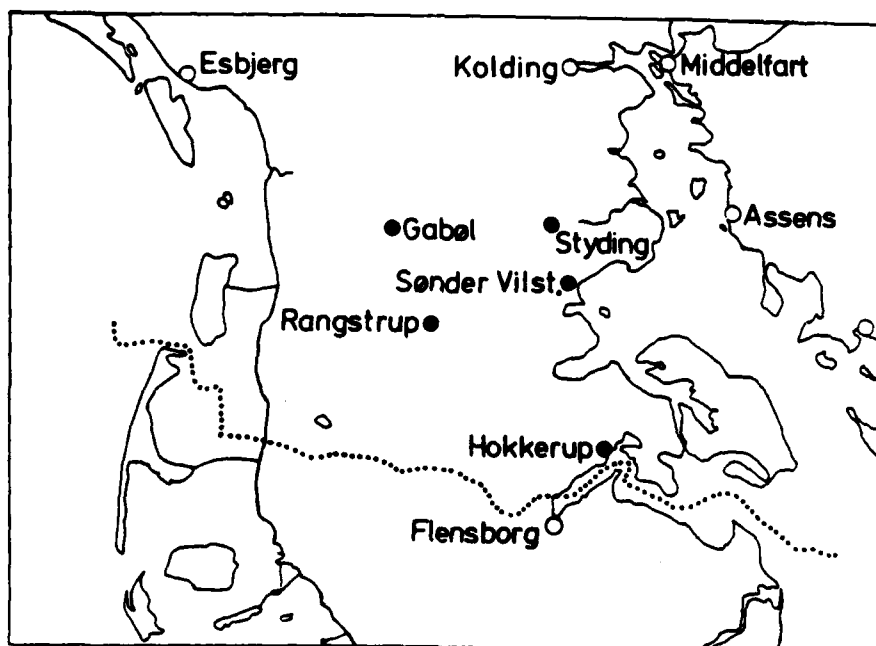 Esbjerg
Kolding
Middelfart
Gabøl
Styding
Assens
Sønder Vilst.
Rangstrup
Hokkerup
Flensborg